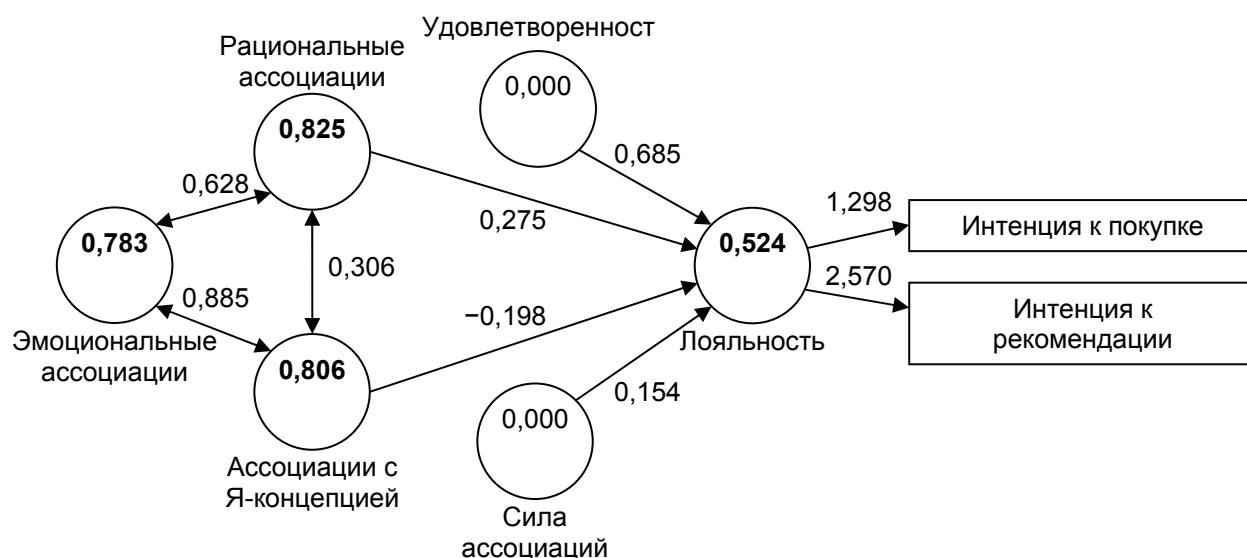 Удовлетворенност
Рациональные
ассоциации
0,000
0,825
0,685
0,628
1,298
Интенция к покупке
0,275
0,783
0,524
0,306
2,570
0,885
Интенция к
рекомендации
−0,198
Эмоциональные
ассоциации
Лояльность
0,806
0,154
0,000
Ассоциации с
Я-концепцией
Сила
ассоциаций